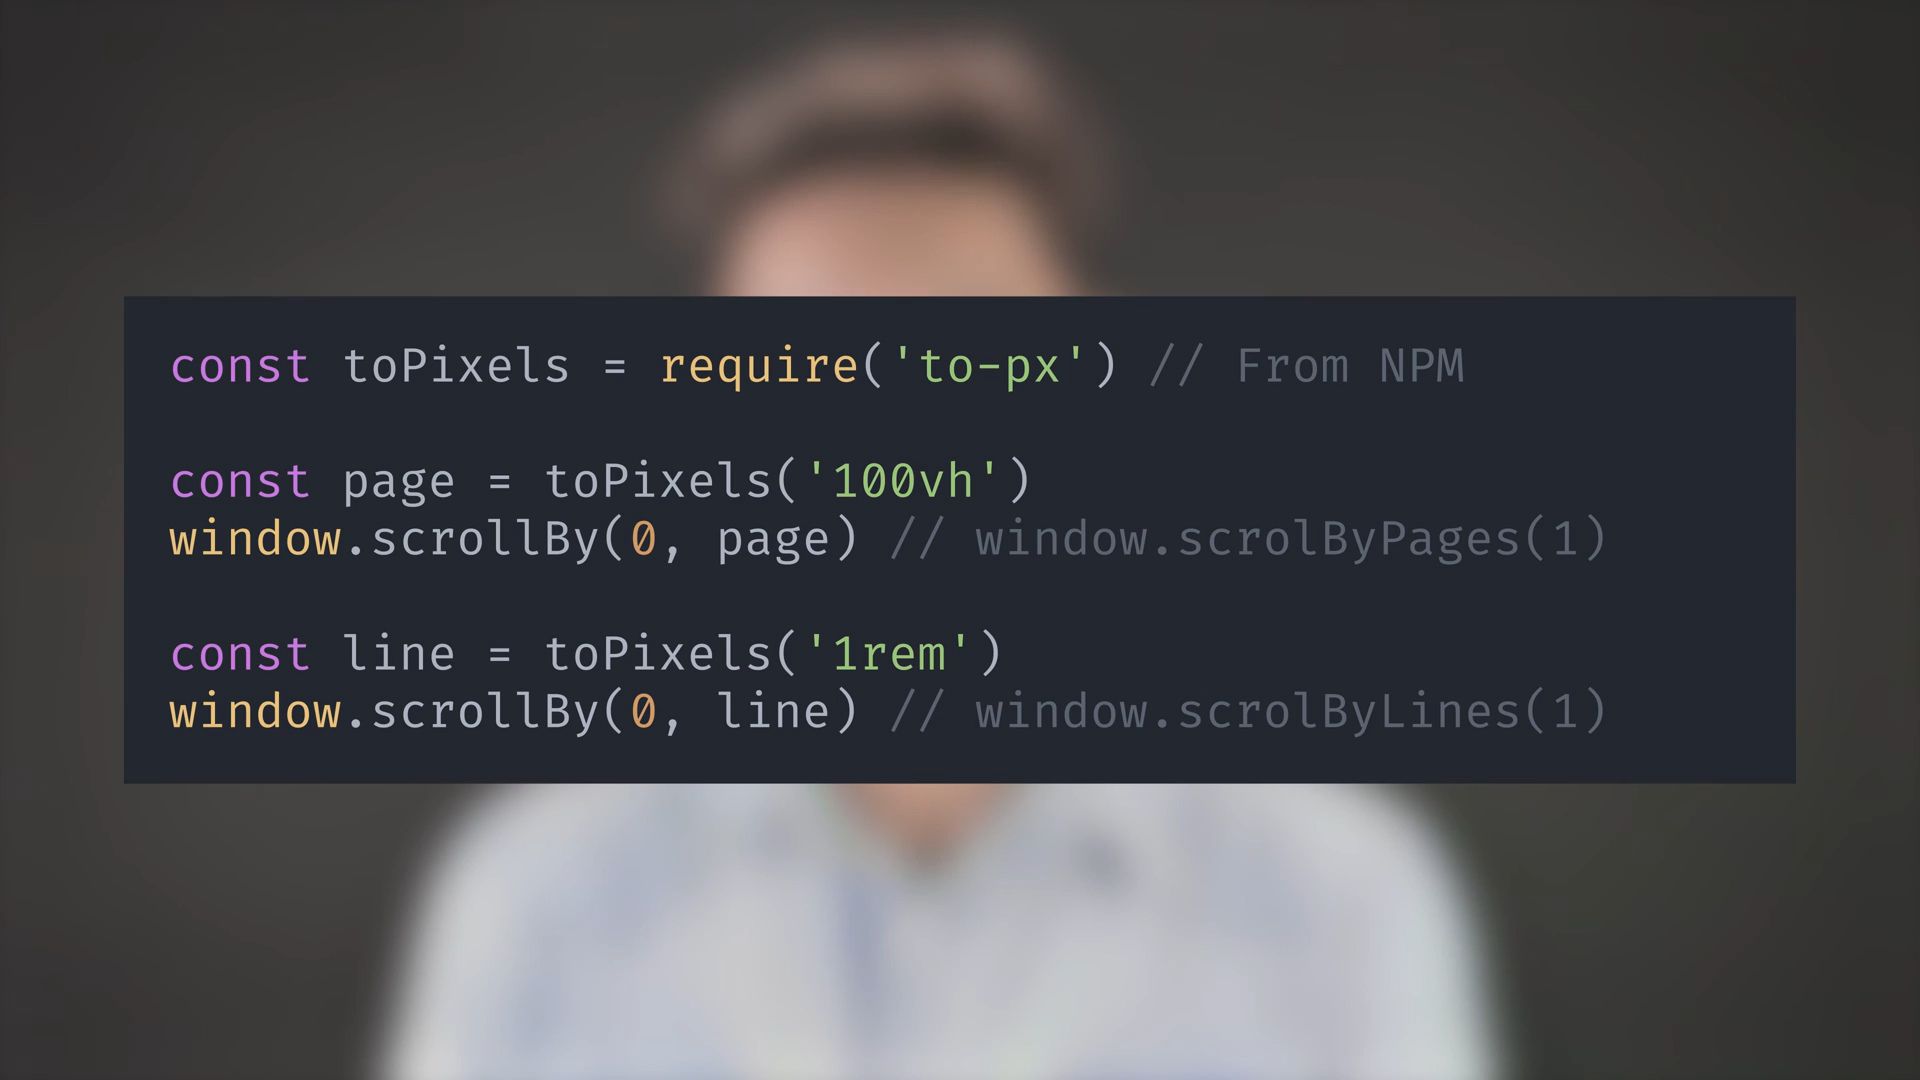 const toPixels = require('to-px') // From NPM
const page = toPixels('100vh')
window.scrollBy(0, page) // window.scrolByPages(1)
const line = toPixels('1rem')
window.scrollBy(0, line) // window.scrolByLines(1)